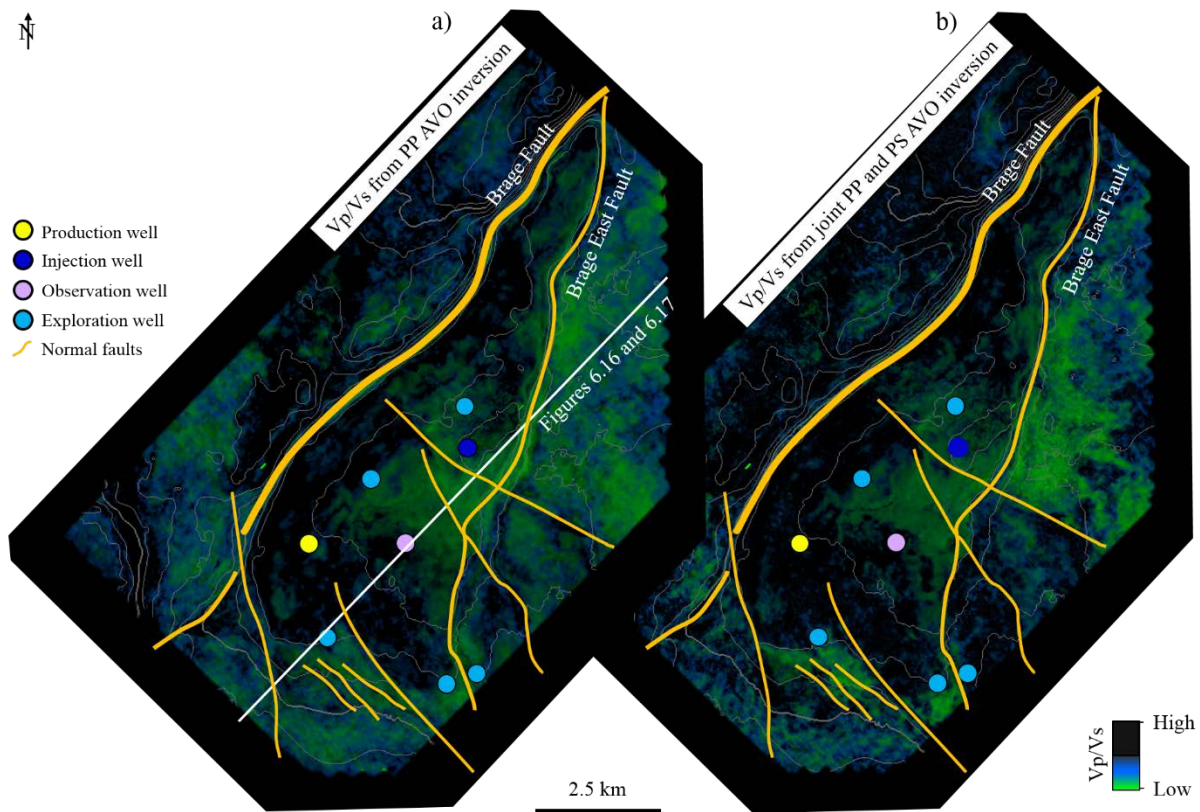 N
a)
b)
Vp/Vs from PP AVO inversion
Brage Fault
Brage East Fault
Figures 6.16 and 6.17
Vp/Vs from joint PP and PS AVO inversion
Brage Fault
Brage East Fault
Production well
Injection well
Observation well
Exploration well
Normal faults
2.5 km
Vp/Vs
High
Low